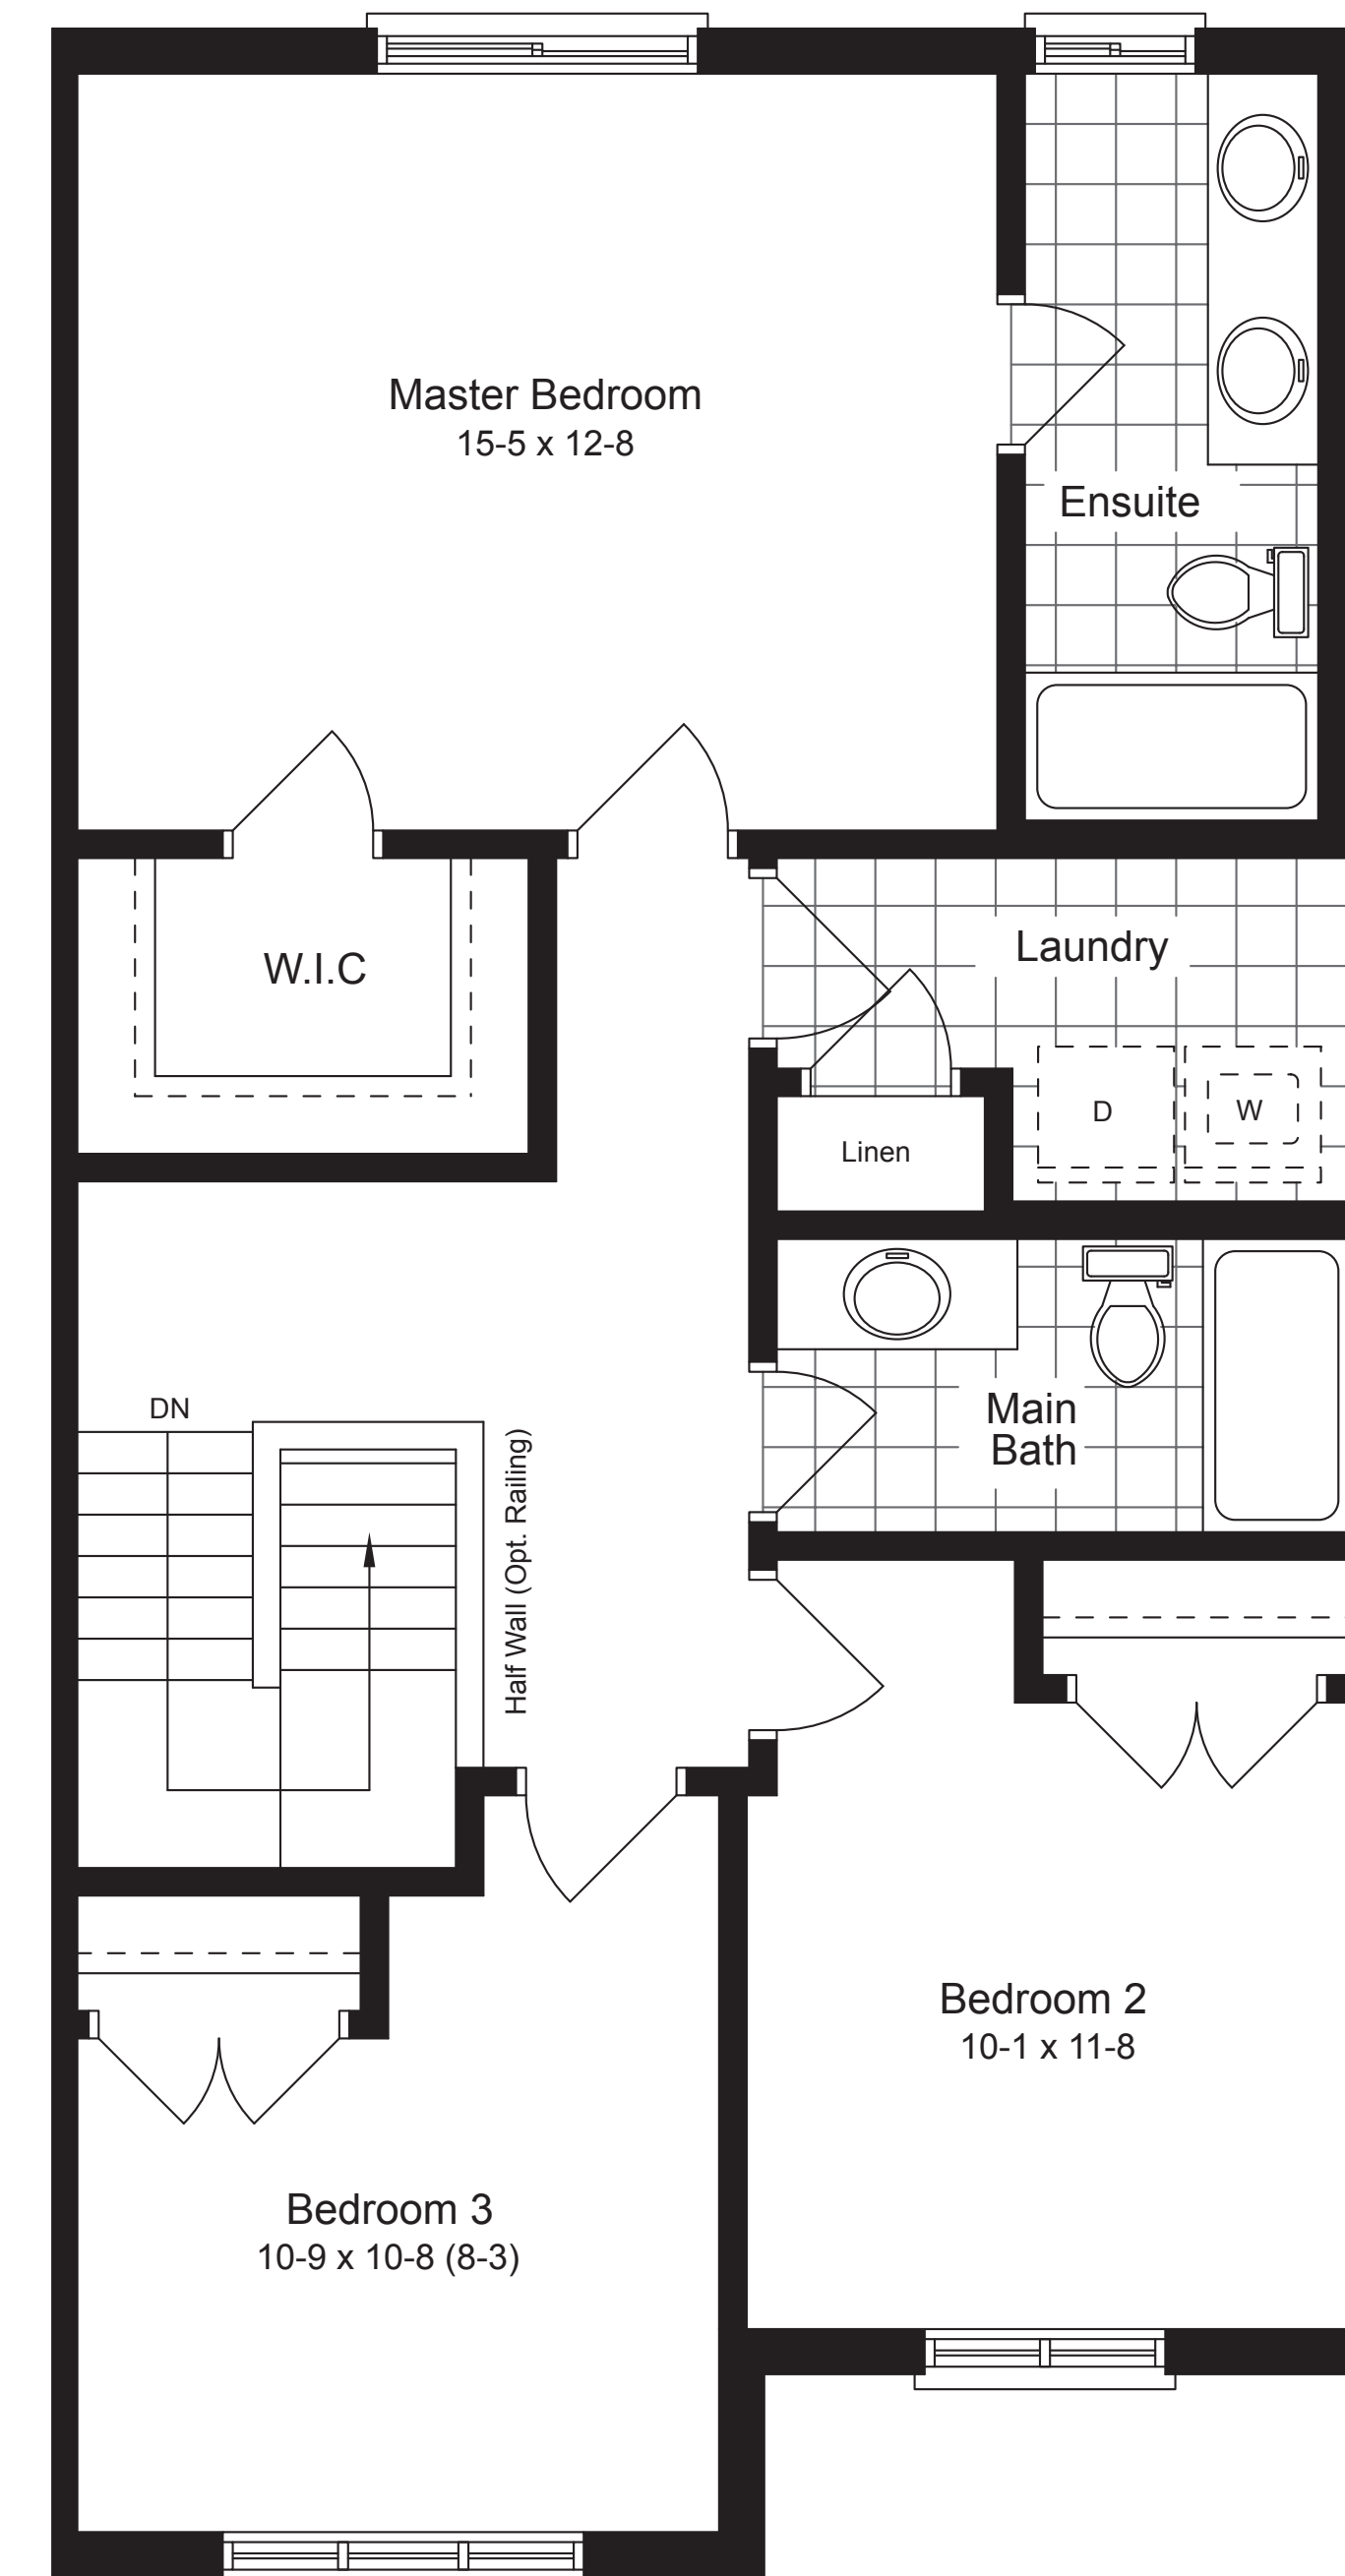 Master Bedroom
15-5 x 12-8
Ensuite
W.I.C
Laundry
D
W
Linen
DN
Half Wall (Opt. Railing)
Main
Bath
Bedroom 2
10-1 x 11-8
Bedroom 3
10-9 x 10-8 (8-3)